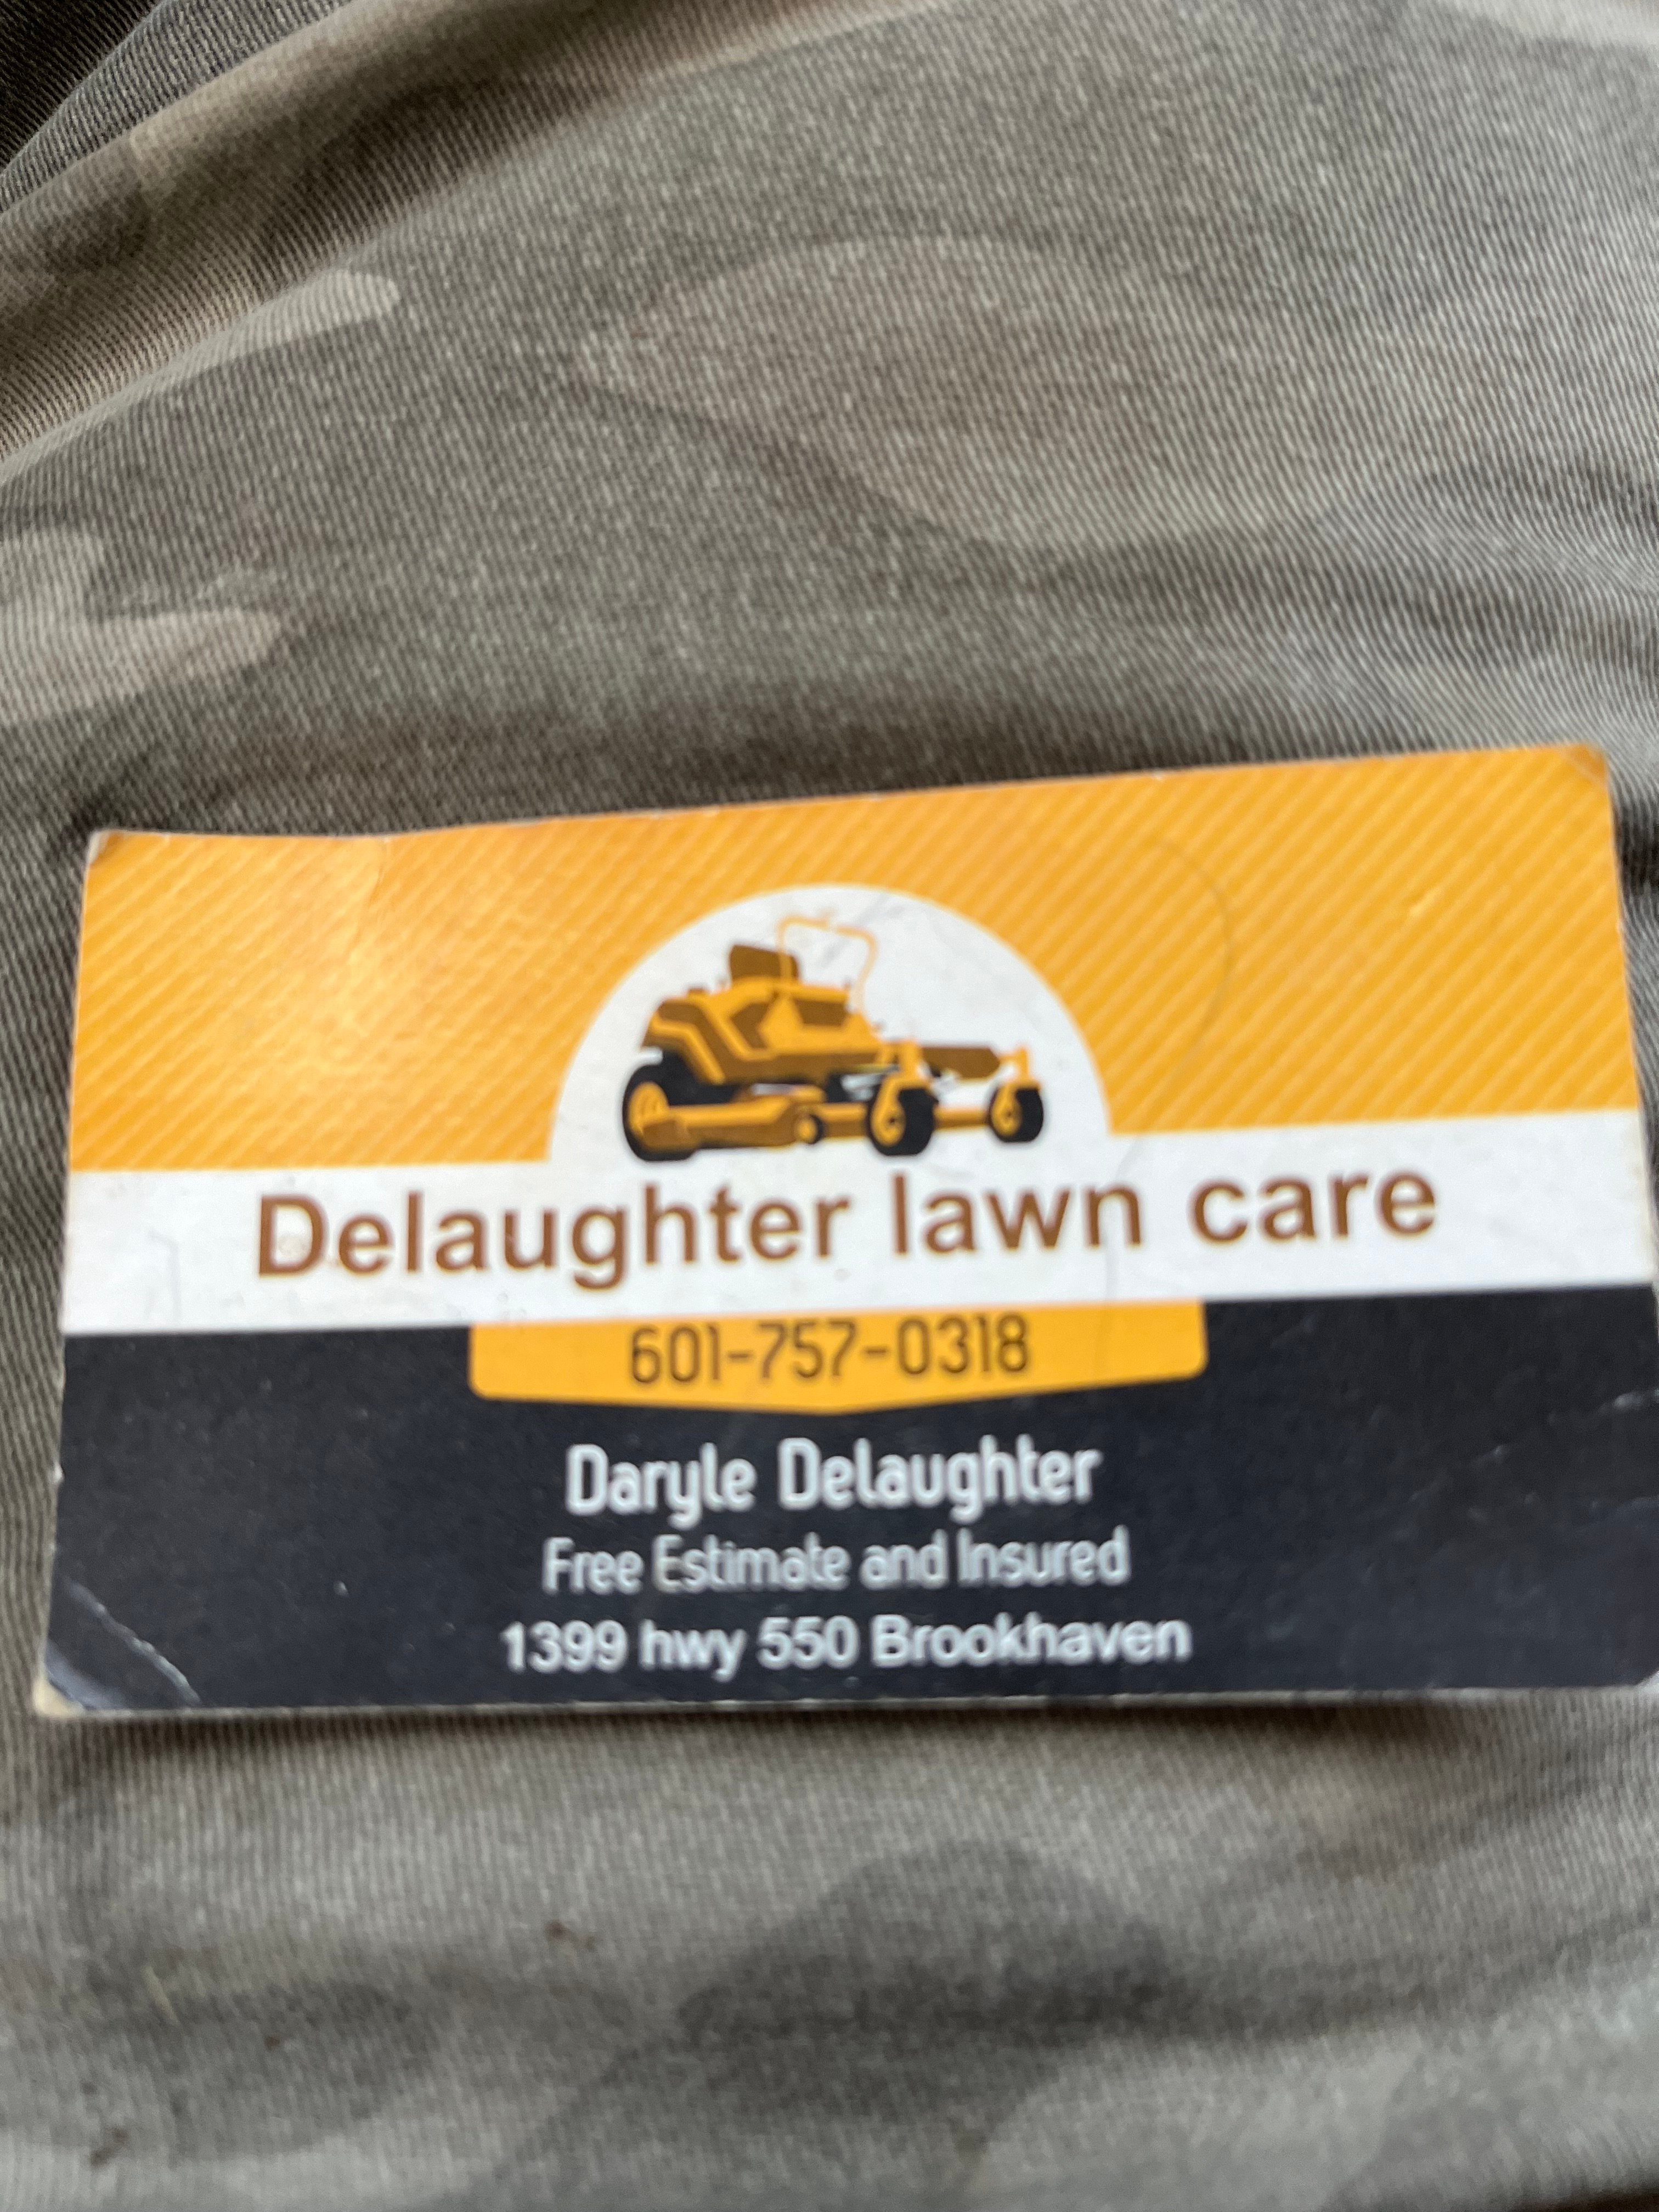 Delaughter lawn care
601-757-0318
Daryle Delaughter
Free Estimate and Insured
1399 hwy 550 Brookhaven